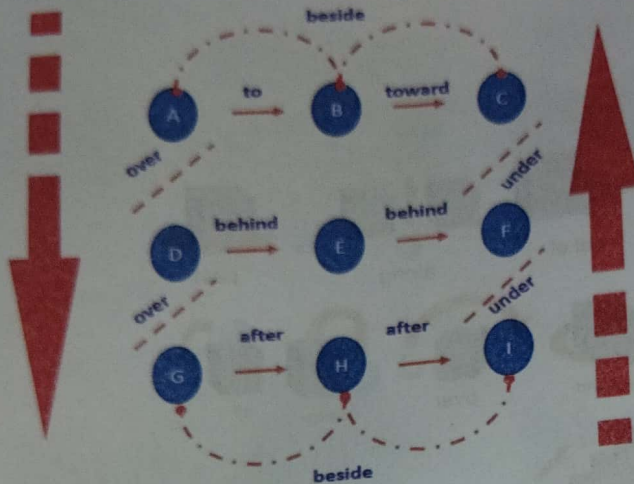 beside
to toward
A B C
over under
behind behind
D E F
over under
after after
G H I
beside